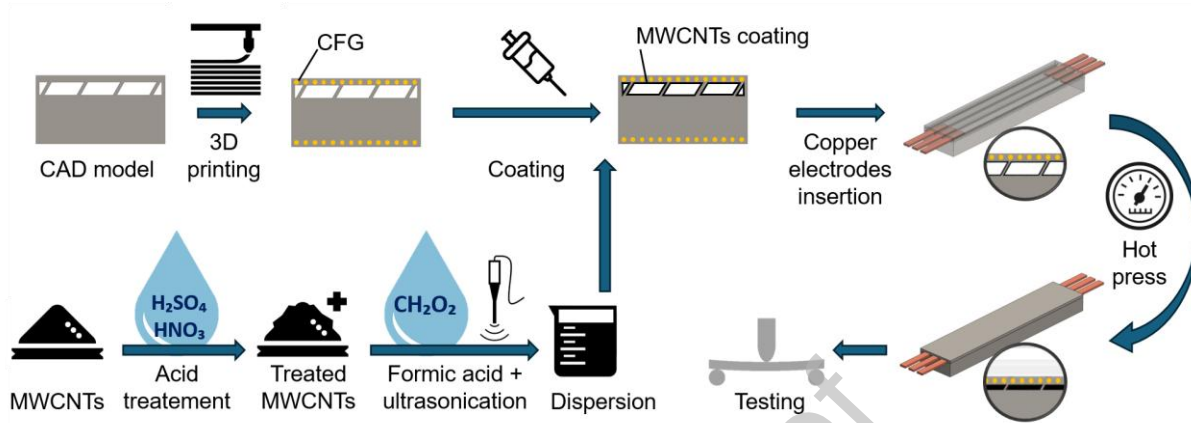 CFG
MWCNTs coating
CAD model
3D
printing
Coating
Copper
electrodes
insertion
Hot
press
H₂SO₄
HNO₃
CH₂O₂
MWCNTs
Acid
treatement
Treated
MWCNTs
Formic acid +
ultrasonication
Dispersion
Testing